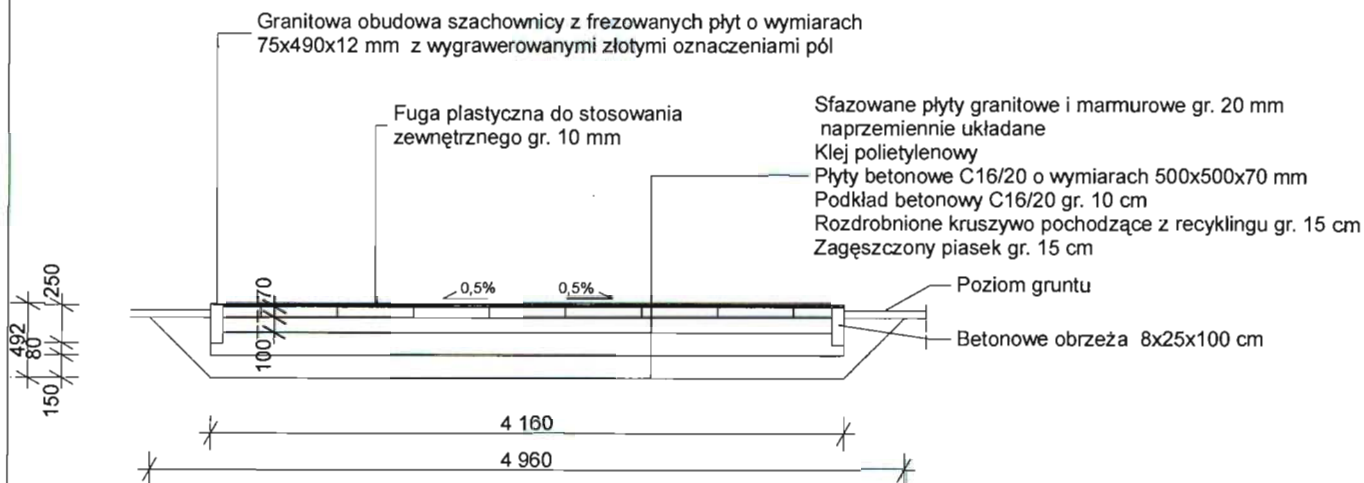 Granitowa obudowa szachownicy z frezowanych płyt o wymiarach
75x490x12 mm z wygrawerowanymi złotymi oznaczeniami pól
Fuga plastyczna do stosowania
zewnętrznego gr. 10 mm
Sfazowane płyty granitowe i marmurowe gr. 20 mm
naprzemiennie układane
Klej polietylenowy
Płyty betonowe C16/20 o wymiarach 500x500x70 mm
Podkład betonowy C16/20 gr. 10 cm
Rozdrobnione kruszywo pochodzące z recyklingu gr. 15 cm
Zagęszczony piasek gr. 15 cm
Poziom gruntu
Betonowe obrzeża 8x25x100 cm
0,5%
0,5%
70
100
250
492
80
150
4 160
4 960